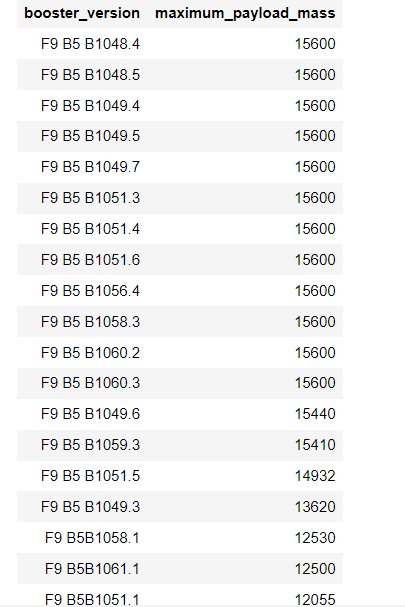 booster_version maximum_payload_mass
F9 B5 B1048.4 15600
F9 B5 B1048.5 15600
F9 B5 B1049.4 15600
F9 B5 B1049.5 15600
F9 B5 B1049.7 15600
F9 B5 B1051.3 15600
F9 B5 B1051.4 15600
F9 B5 B1051.6 15600
F9 B5 B1056.4 15600
F9 B5 B1058.3 15600
F9 B5 B1060.2 15600
F9 B5 B1060.3 15600
F9 B5 B1049.6 15440
F9 B5 B1059.3 15410
F9 B5 B1051.5 14932
F9 B5 B1049.3 13620
F9 B5B1058.1 12530
F9 B5B1061.1 12500
F9 B5B1051.1 12055